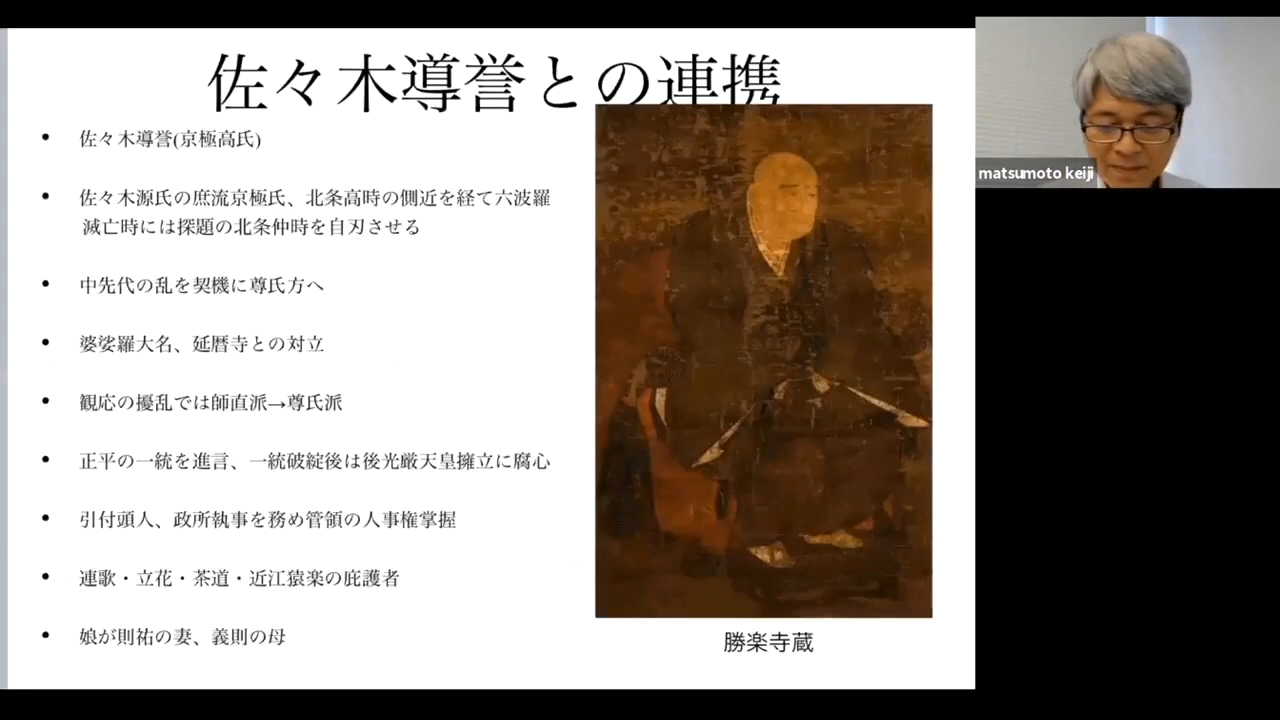 佐々木導誉との連携
• 佐々木導誉(京極高氏)
• 佐々木源氏の庶流京極氏、北条高時の側近を経て六波羅
滅亡時には探題の北条仲時を自刃させる
• 中先代の乱を契機に尊氏方へ
• 婆娑羅大名、延暦寺との対立
• 観応の擾乱では師直派→尊氏派
• 正平の一統を進言、一統破綻後は後光厳天皇擁立に腐心
• 引付頭人、政所執事を務め管領の人事権掌握
• 連歌・立花・茶道・近江猿楽の庇護者
• 娘が則祐の妻、義則の母
勝楽寺蔵
matsumoto keiji